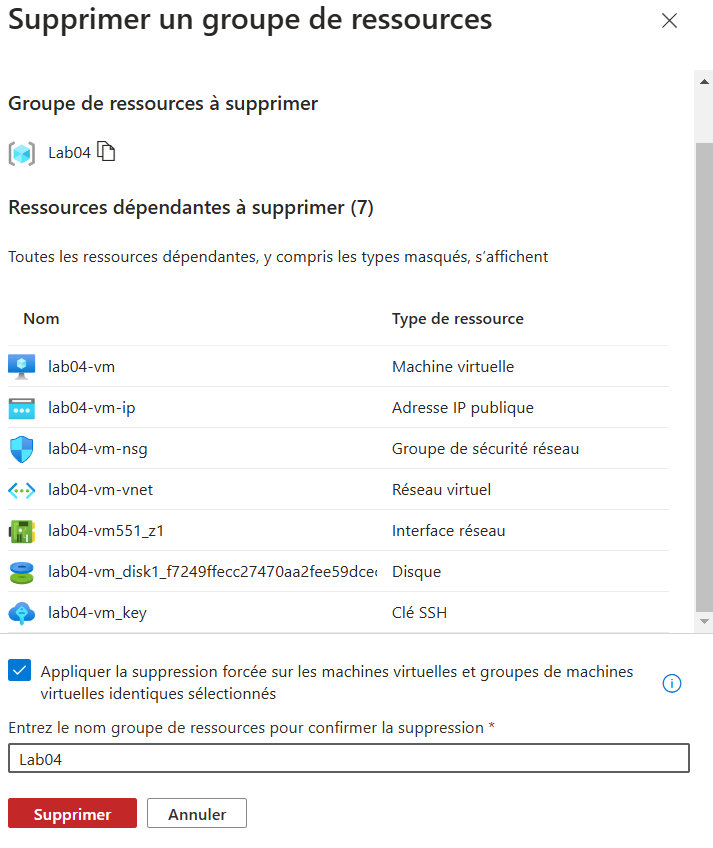 Supprimer un groupe de ressources
Groupe de ressources à supprimer
Lab04
Ressources dépendantes à supprimer (7)
Toutes les ressources dépendantes, y compris les types masqués, s’affichent
Nom Type de ressource
lab04-vm Machine virtuelle
lab04-vm-ip Adresse IP publique
lab04-vm-nsg Groupe de sécurité réseau
lab04-vm-vnet Réseau virtuel
lab04-vm551_z1 Interface réseau
lab04-vm_disk1_f7249ffecc27470aa2fee59dcec Disque
lab04-vm_key Clé SSH
Appliquer la suppression forcée sur les machines virtuelles et groupes de machines
virtuelles identiques sélectionnés
Entrez le nom groupe de ressources pour confirmer la suppression *
Lab04
Supprimer Annuler